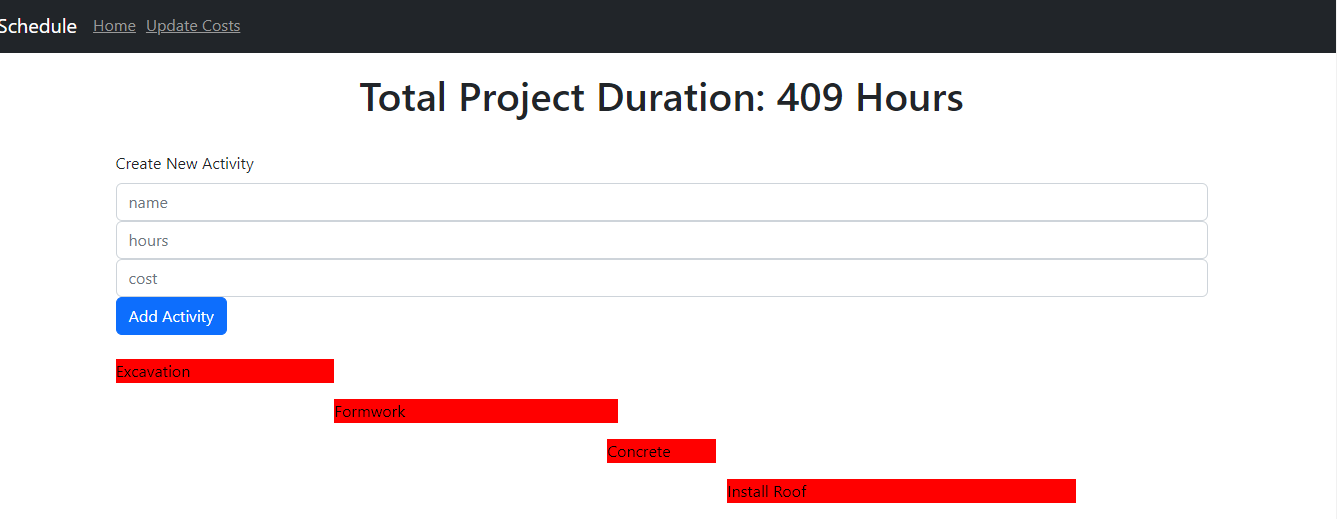 Schedule Home Update Costs
Total Project Duration: 409 Hours
Create New Activity
name
hours
cost
Add Activity
Excavation
Formwork
Concrete
Install Roof